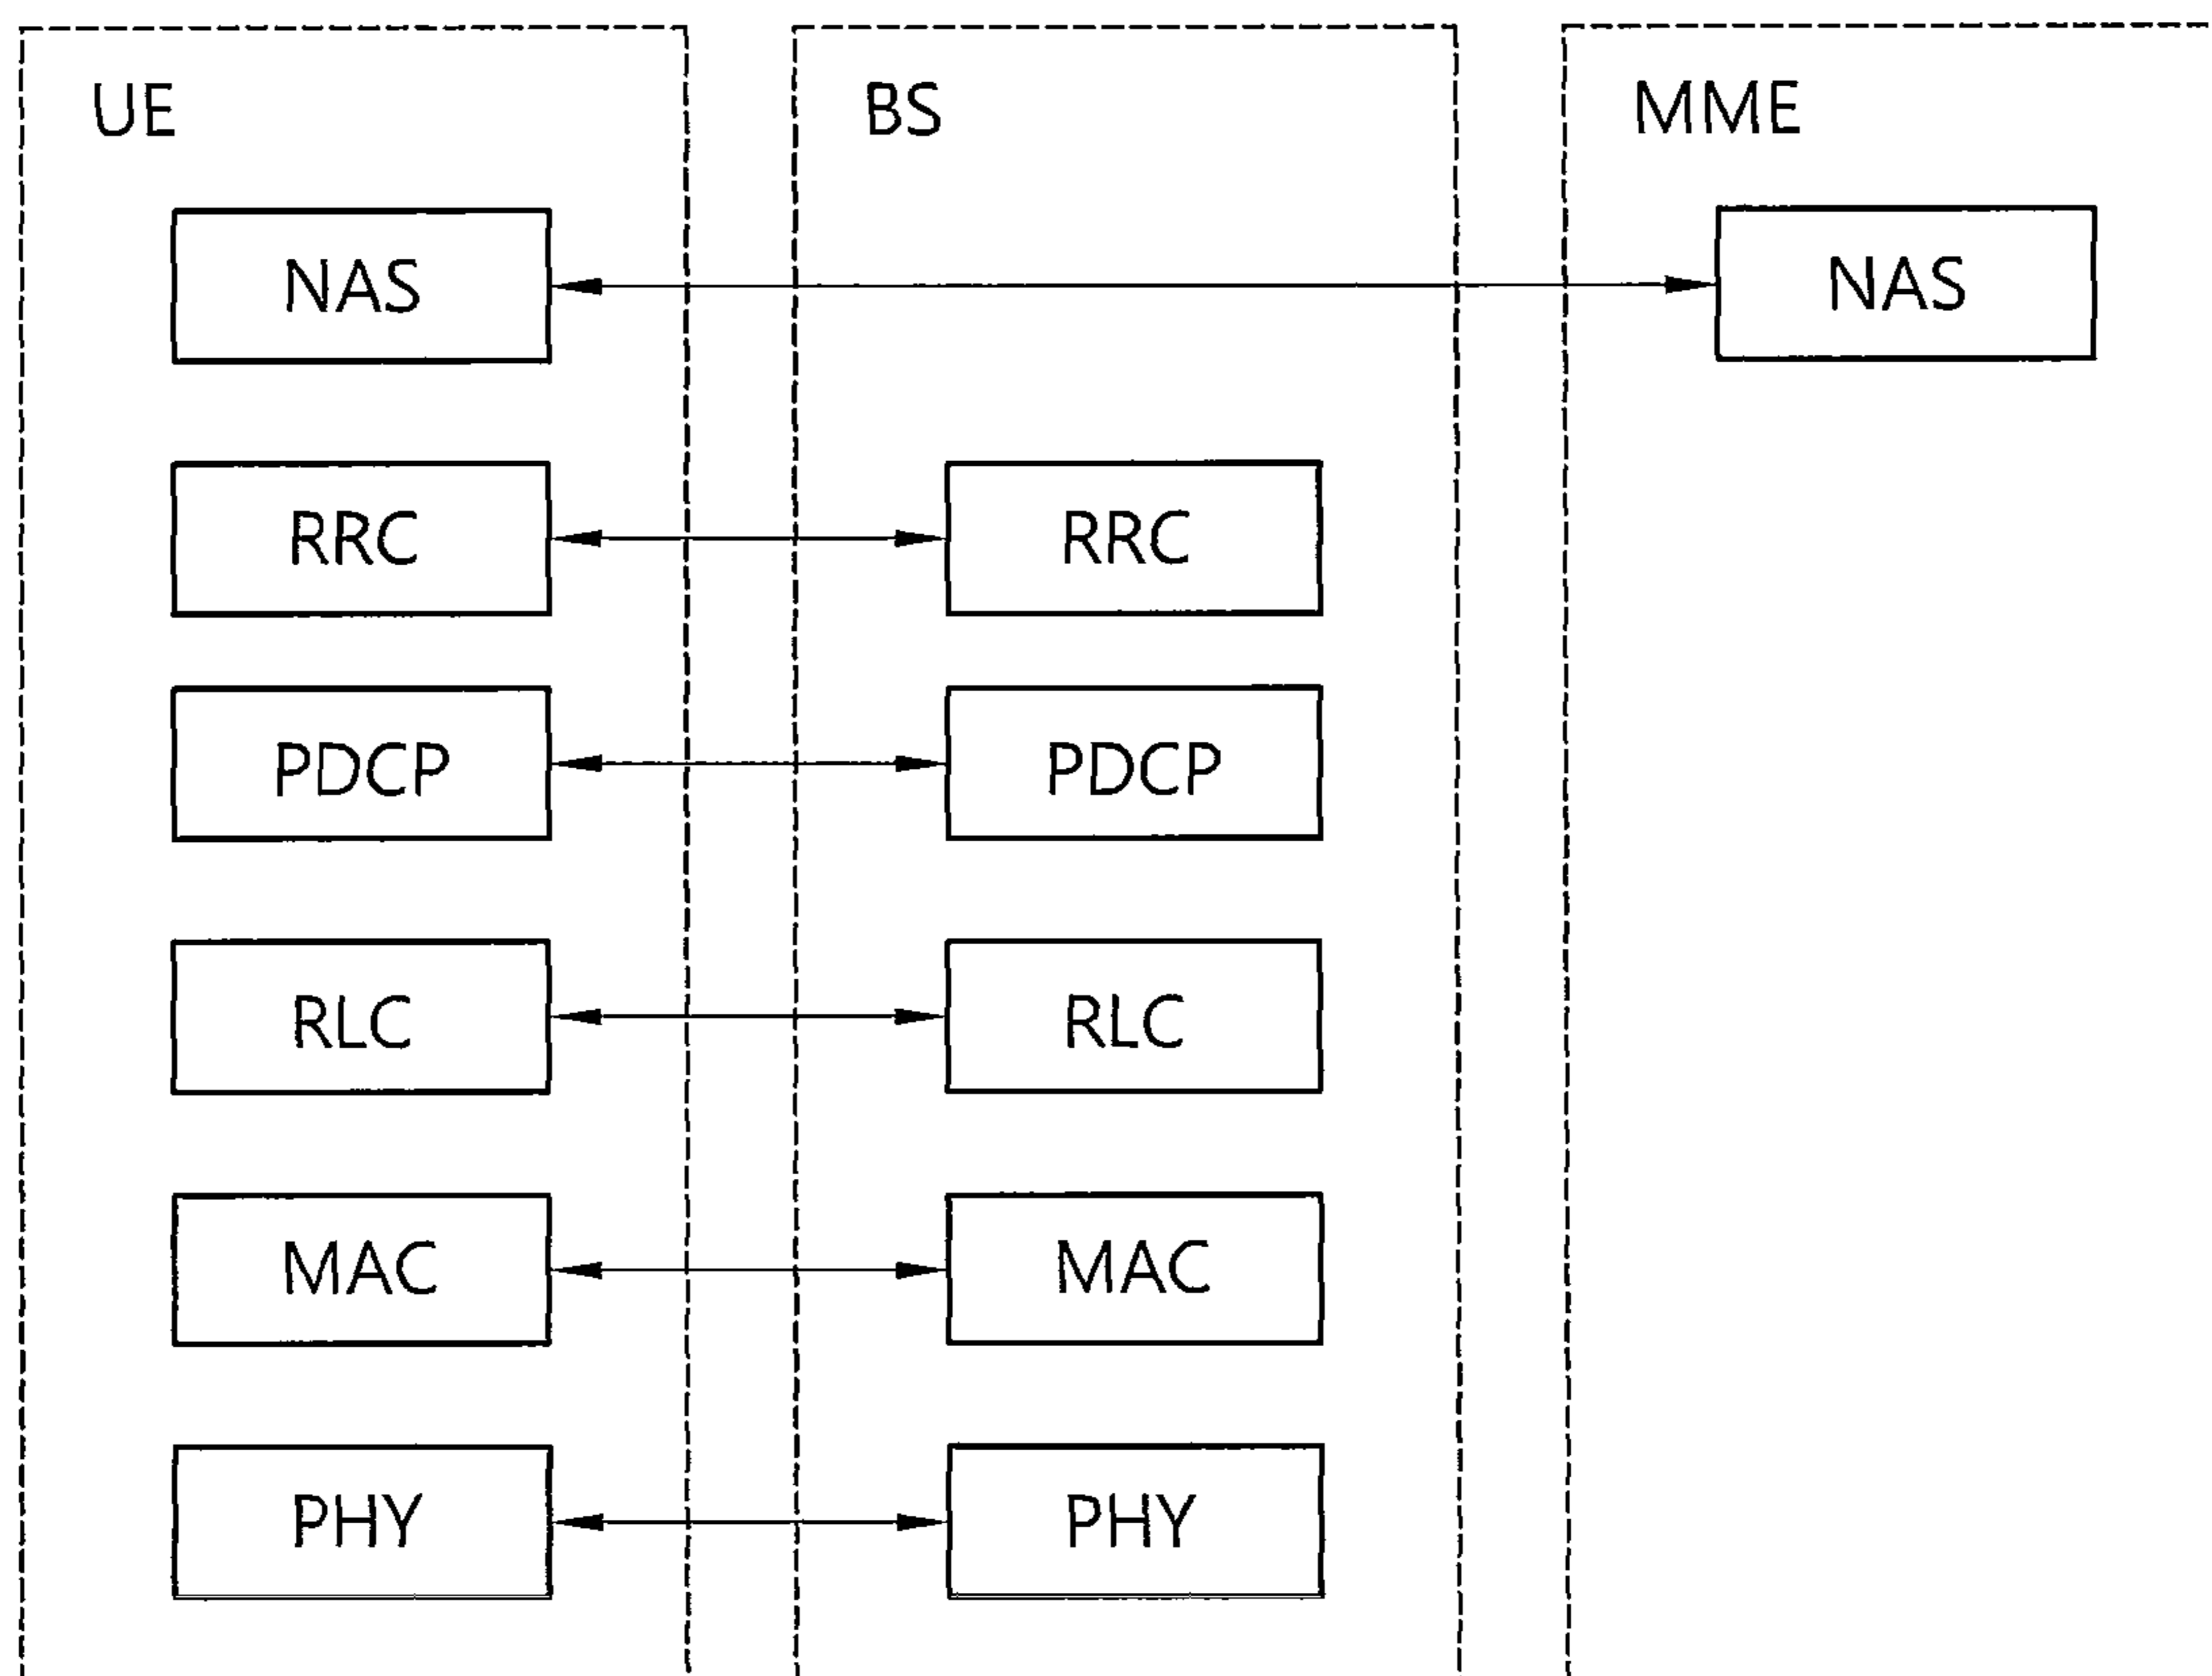 UE BS MME
NAS NAS
RRC RRC
PDCP PDCP
RLC RLC
MAC MAC
PHY PHY